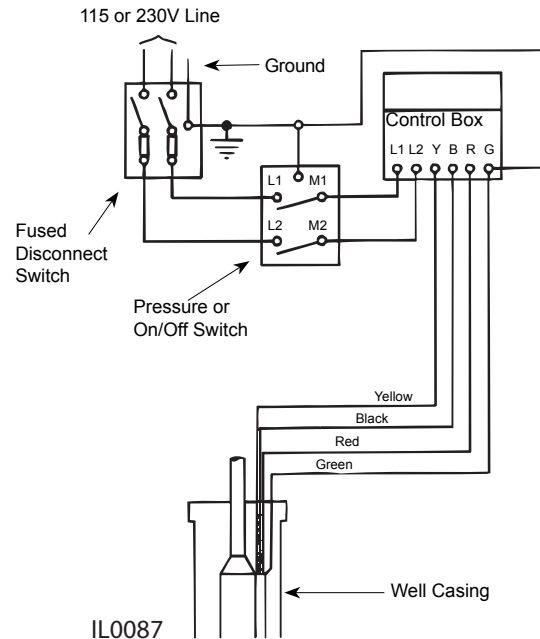 115 or 230V Line
Ground
Control Box
L1 L2 Y B R G
L1 M1
L2 M2
Fused
Disconnect
Switch
Pressure or
On/Off Switch
Yellow
Black
Red
Green
Well Casing
IL0087